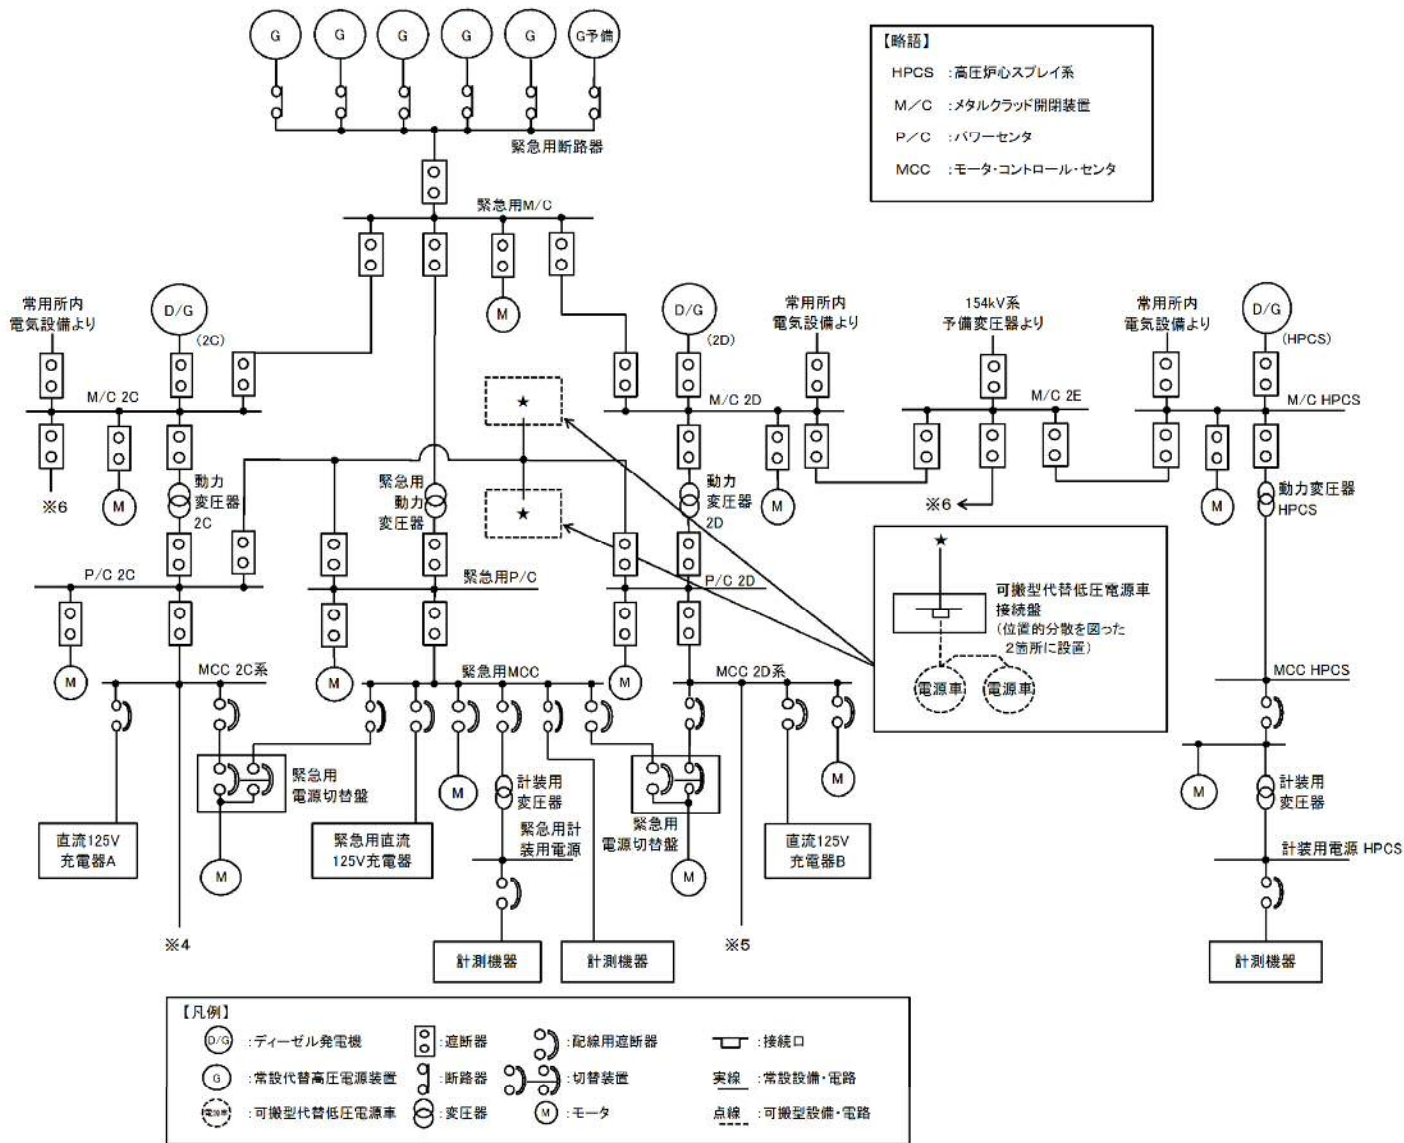 G
G
G
G
G
G予備
緊急用断路器
【略語】
HPCS :高圧炉心スプレイ系
M/C :メタルクラッド開閉装置
P/C :パワーセンタ
MCC :モータ・コントロール・センタ
緊急用M/C
常用所内
電気設備より
D/G
(2C)
M
D/G
(2D)
常用所内
電気設備より
154kV系
予備変圧器より
常用所内
電気設備より
D/G
(HPCS)
M/C 2C
★
M/C 2D
M/C 2E
M/C HPCS
※6
M
動力
変圧器
2C
緊急用
動力
変圧器
★
動力
変圧器
2D
M
※6
M
動力変圧器
HPCS
P/C 2C
緊急用P/C
P/C 2D
★
可搬型代替低圧電源車
接続盤
(位置的分散を図った
2箇所に設置)
電源車
電源車
M
MCC 2C系
M
緊急用MCC
M
MCC 2D系
MCC HPCS
緊急用
電源切替盤
M
計装用
変圧器
M
M
計装用
変圧器
直流125V
充電器A
M
緊急用直流
125V充電器
緊急用計
装用電源
緊急用
電源切替盤
M
直流125V
充電器B
計装用電源 HPCS
※4
計測機器
計測機器
※5
計測機器
【凡例】
D/G :ディーゼル発電機
:遮断器
:配線用遮断器
:接続口
G :常設代替高圧電源装置
:断路器
:切替装置
実線 :常設設備・電路
電源車 :可搬型代替低圧電源車
:変圧器
M :モータ
点線 :可搬型設備・電路